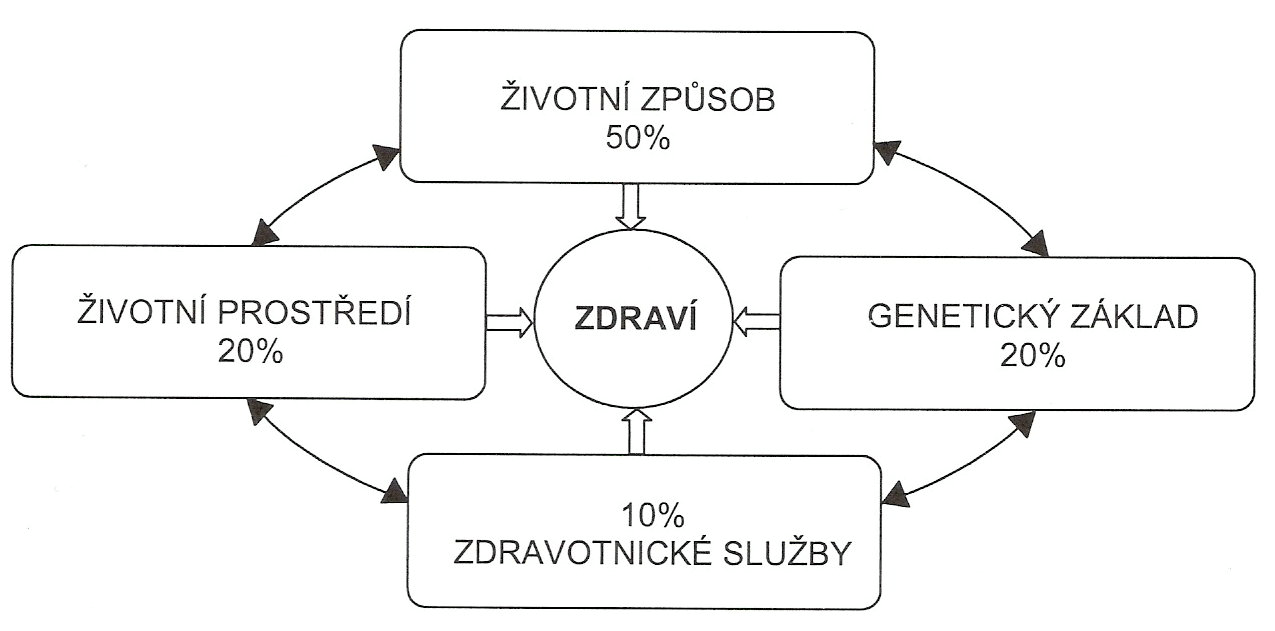 ŽIVOTNÍ ZPŮSOB
50%
ŽIVOTNÍ PROSTŘEDÍ
20%
ZDRAVÍ
GENETICKÝ ZÁKLAD
20%
10%
ZDRAVOTNICKÉ SLUŽBY